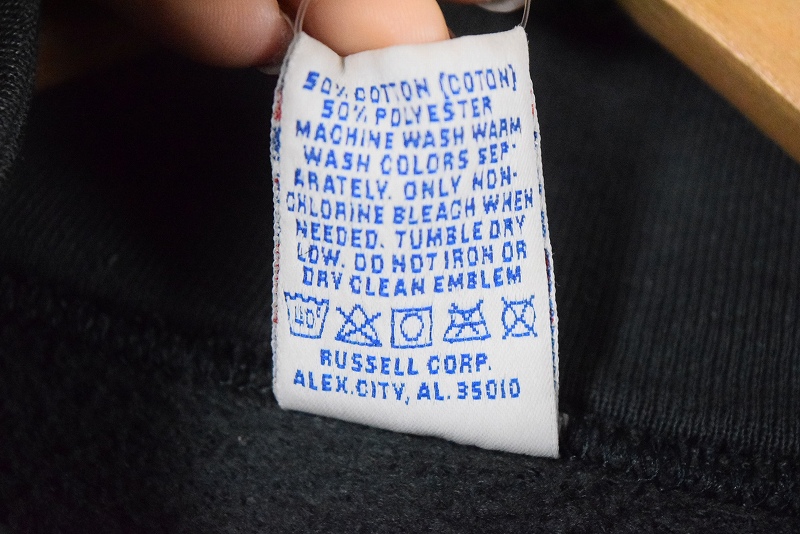 50% COTTON (COTON)
50% POLYESTER
MACHINE WASH WARM
WASH COLORS SEP-
ARATELY. ONLY NON-
CHLORINE BLEACH WHEN
NEEDED. TUMBLE DRY
LOW. DO NOT IRON OR
DRY CLEAN EMBLEM
40°
RUSSELL CORP.
ALEX.CITY, AL. 35010